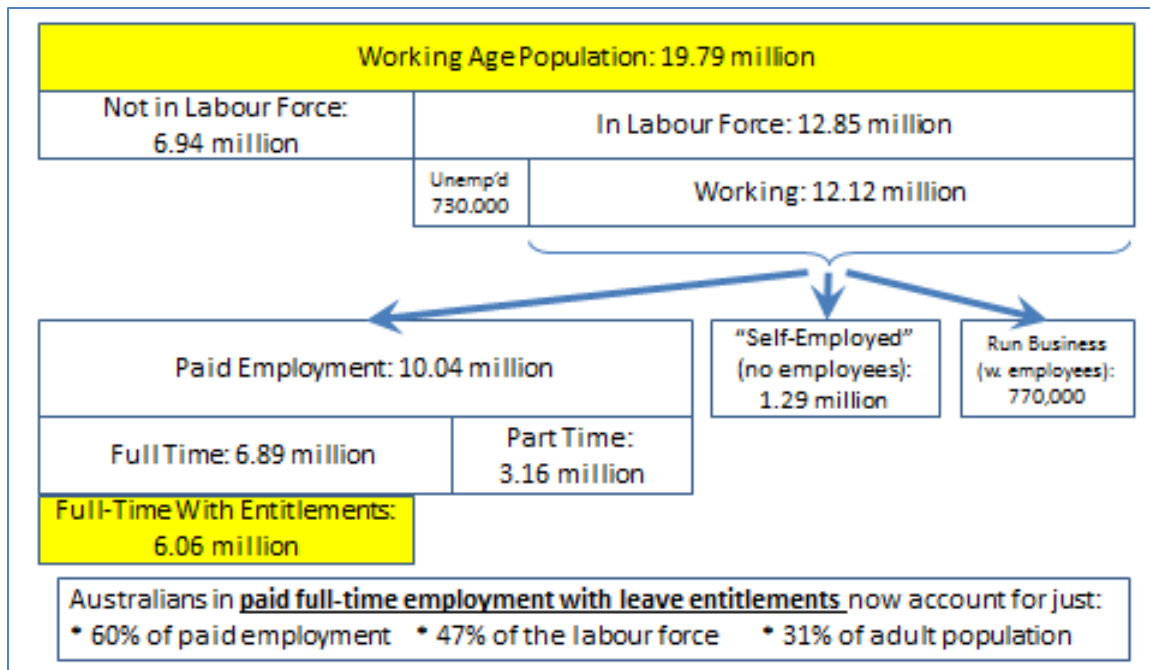 Working Age Population: 19.79 million
Not in Labour Force:
6.94 million
In Labour Force: 12.85 million
Unemp'd
730.000
Working: 12.12 million
Paid Employment: 10.04 million
"Self-Employed"
(no employees):
1.29 million
Run Business
(w. employees):
770,000
Full Time: 6.89 million
Part Time:
3.16 million
Full-Time With Entitlements:
6.06 million
Australians in paid full-time employment with leave entitlements now account for just:
* 60% of paid employment * 47% of the labour force * 31% of adult population